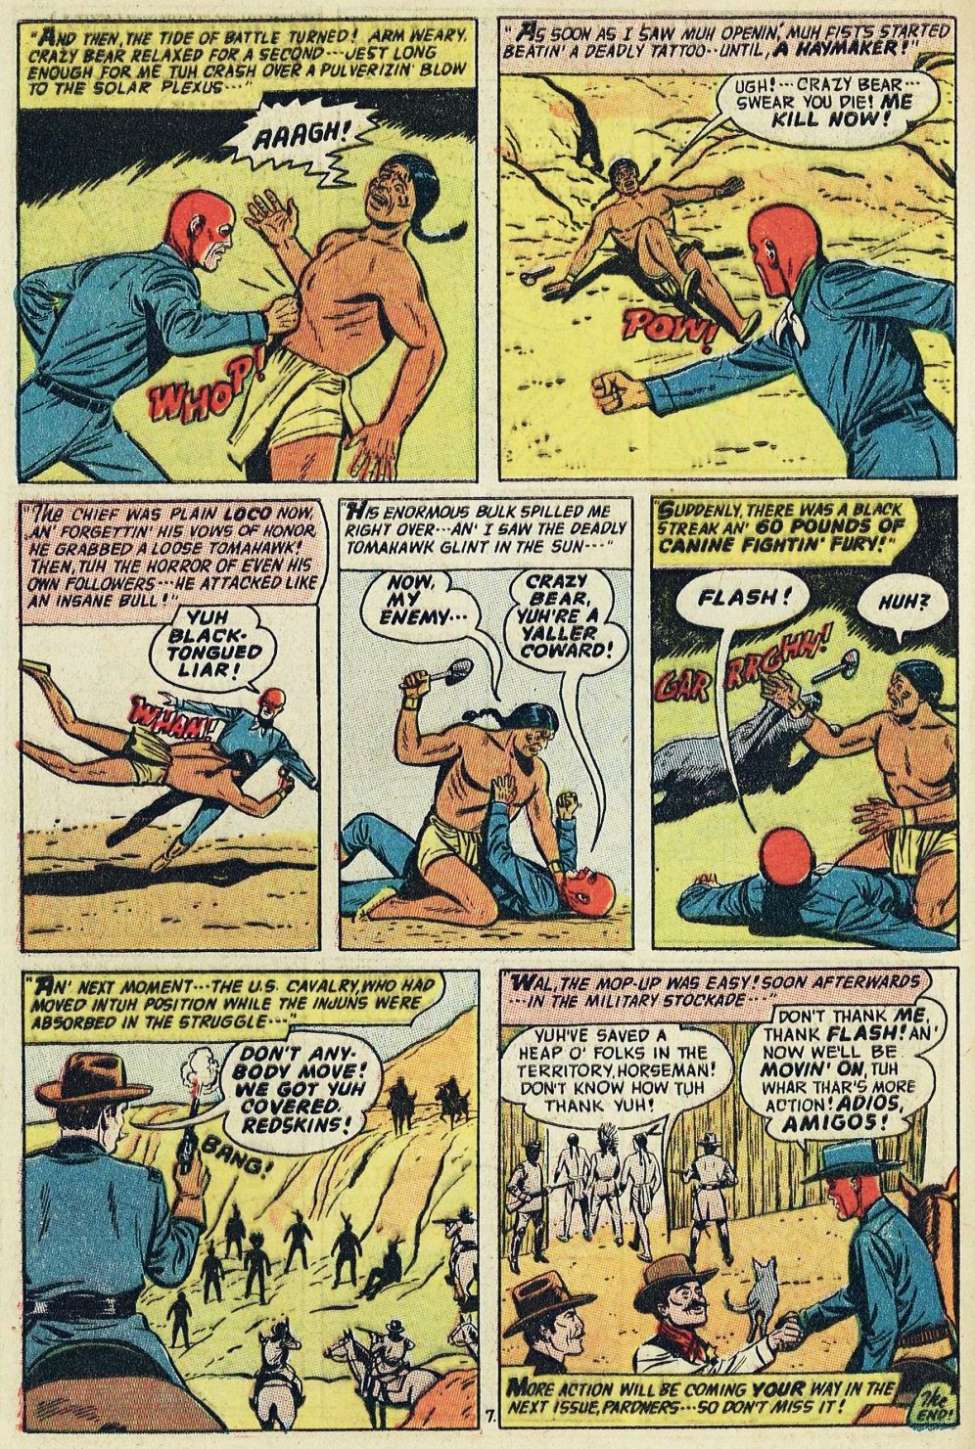 "AND THEN, THE TIDE OF BATTLE TURNED! ARM WEARY,
CRAZY BEAR RELAXED FOR A SECOND---JEST LONG
ENOUGH FOR ME TUH CRASH OVER A PULVERIZIN' BLOW
TO THE SOLAR PLEXUS---"
AAAGH!
WHOP!
"AS SOON AS I SAW MUH OPENIN', MUH FISTS STARTED
BEATIN' A DEADLY TATTOO--UNTIL, A HAYMAKER!"
UGH!---CRAZY BEAR---
SWEAR YOU DIE! ME
KILL NOW!
POW!
"THE CHIEF WAS PLAIN LOCO NOW,
AN' FORGETTIN' HIS VOWS OF HONOR,
HE GRABBED A LOOSE TOMAHAWK!
THEN, TUH THE HORROR OF EVEN HIS
OWN FOLLOWERS---HE ATTACKED LIKE
AN INSANE BULL!"
YUH
BLACK-
TONGUED
LIAR!
WHAM!
"HIS ENORMOUS BULK SPILLED ME
RIGHT OVER---AN' I SAW THE DEADLY
TOMAHAWK GLINT IN THE SUN---"
NOW,
MY
ENEMY---
CRAZY
BEAR,
YUH'RE A
YALLER
COWARD!
"SUDDENLY, THERE WAS A BLACK
STREAK AN' 60 POUNDS OF
CANINE FIGHTIN' FURY!"
FLASH!
HUH?
GAR RRGHH!
"AN' NEXT MOMENT---THE U.S. CAVALRY, WHO HAD
MOVED INTUH POSITION WHILE THE INJUNS WERE
ABSORBED IN THE STRUGGLE---"
DON'T ANY-
BODY MOVE!
WE GOT YUH
COVERED,
REDSKINS!
BANG!
"WAL, THE MOP-UP WAS EASY! SOON AFTERWARDS
---IN THE MILITARY STOCKADE---"
YUH'VE SAVED A
HEAP O' FOLKS IN THE
TERRITORY, HORSEMAN!
DON'T KNOW HOW TUH
THANK YUH!
DON'T THANK ME,
THANK FLASH! AN'
NOW WE'LL BE
MOVIN' ON, TUH
WHAR THAR'S MORE
ACTION! ADIOS,
AMIGOS!
MORE ACTION WILL BE COMING YOUR WAY IN THE
NEXT ISSUE, PARDNERS---SO DON'T MISS IT!
The
END!
7.